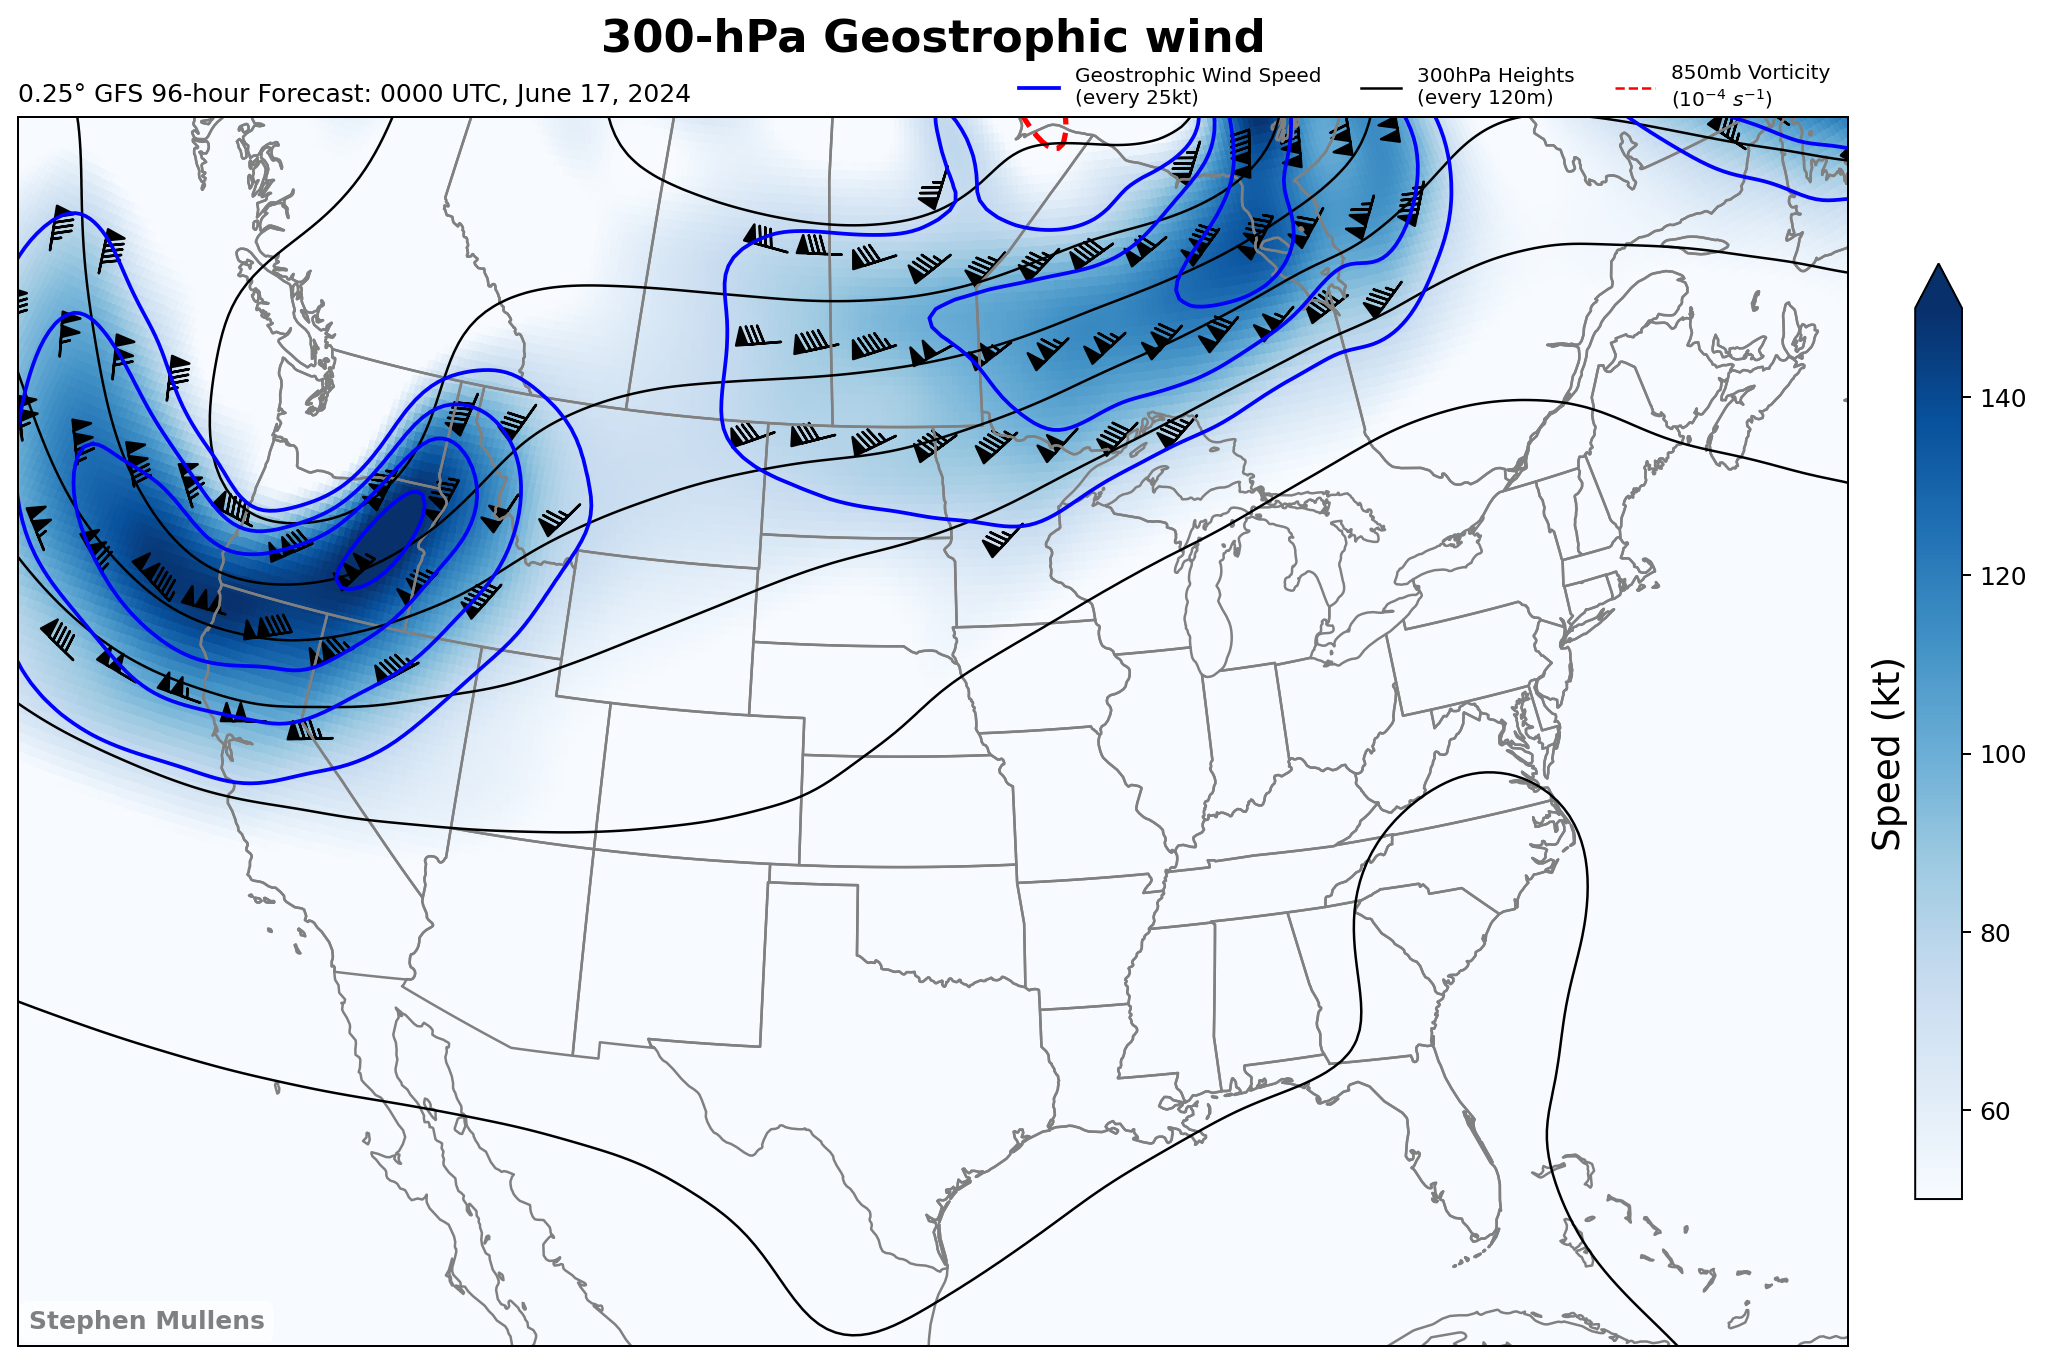 300-hPa Geostrophic wind
0.25° GFS 96-hour Forecast: 0000 UTC, June 17, 2024
Geostrophic Wind Speed
(every 25kt)
300hPa Heights
(every 120m)
850mb Vorticity
(10⁻⁴ s⁻¹)
140
120
100
80
60
Speed (kt)
Stephen Mullens